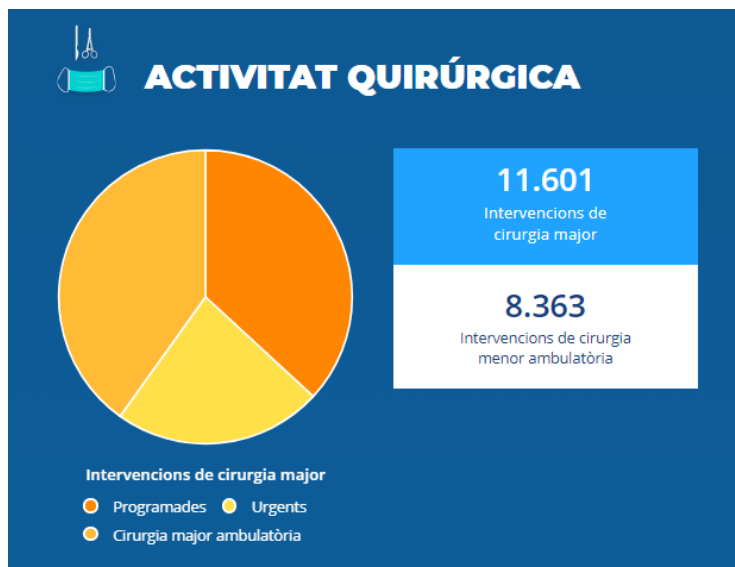 ACTIVITAT QUIRÚRGICA
11.601
Intervencions de
cirurgia major
8.363
Intervencions de cirurgia
menor ambulatòria
Intervencions de cirurgia major
Programades Urgents
Cirurgia major ambulatòria